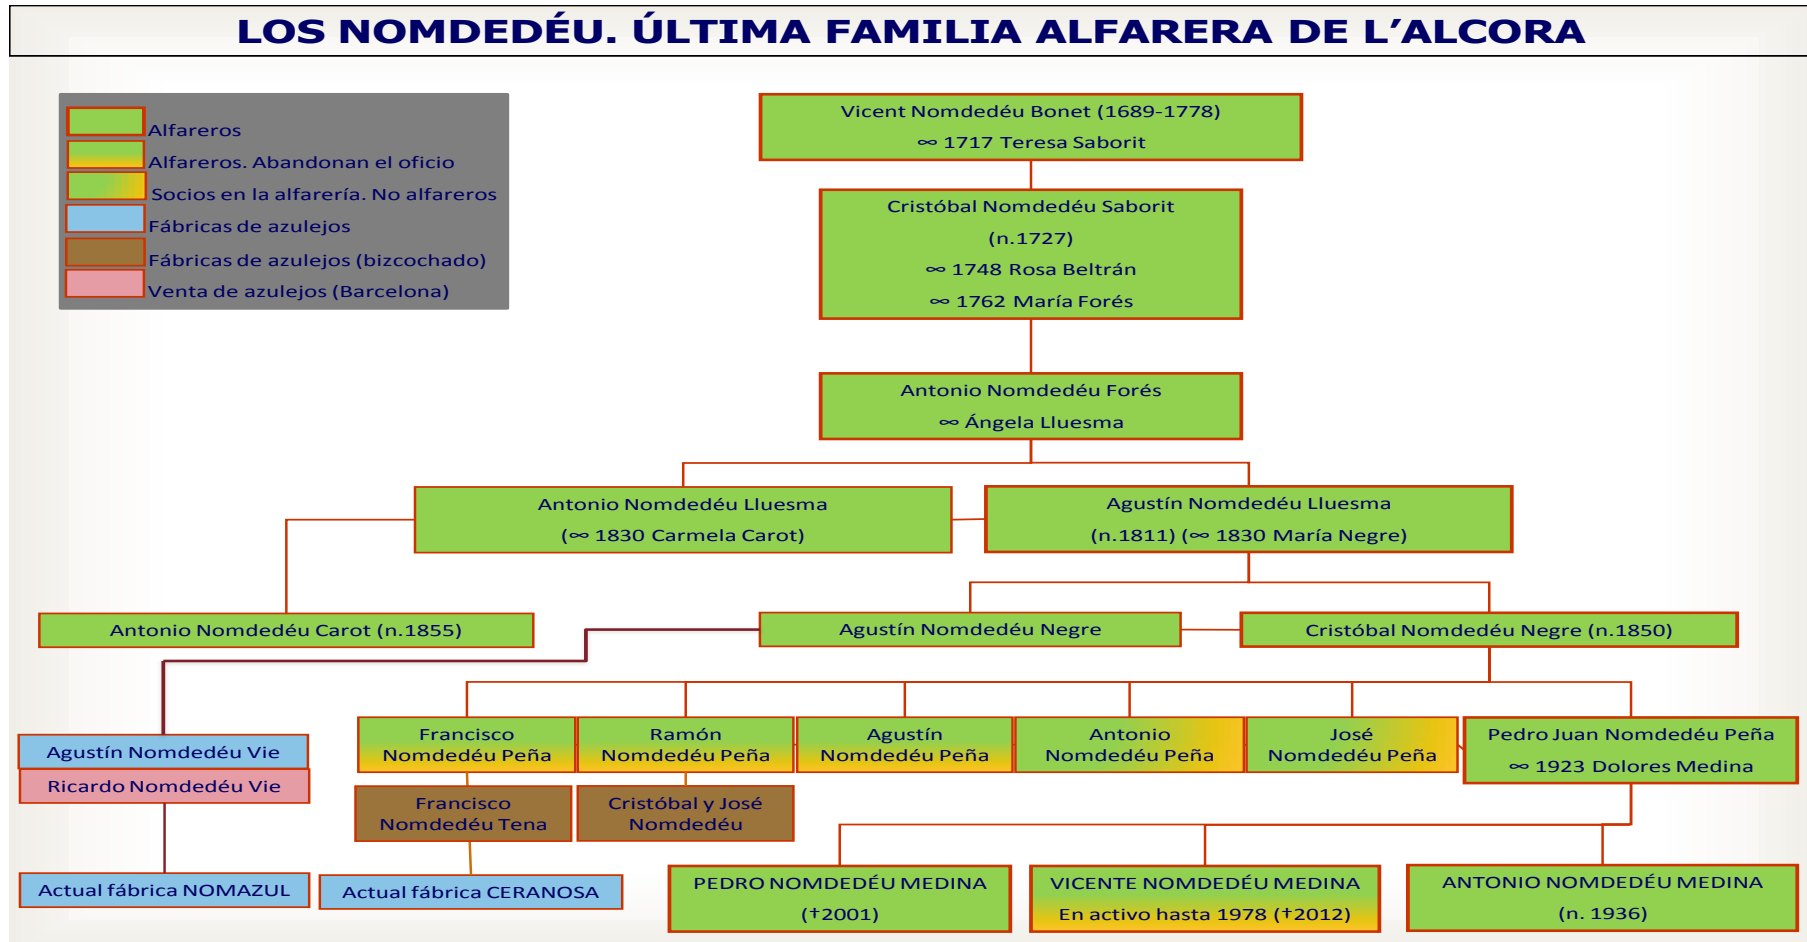 LOS NOMDEDÉU. ÚLTIMA FAMILIA ALFARERA DE L’ALCORA
Alfareros
Alfareros. Abandonan el oficio
Socios en la alfarería. No alfareros
Fábricas de azulejos
Fábricas de azulejos (bizcochado)
Venta de azulejos (Barcelona)
Vicent Nomdedéu Bonet (1689-1778)
∞ 1717 Teresa Saborit
Cristóbal Nomdedéu Saborit
(n.1727)
∞ 1748 Rosa Beltrán
∞ 1762 María Forés
Antonio Nomdedéu Forés
∞ Ángela Lluesma
Antonio Nomdedéu Lluesma
(∞ 1830 Carmela Carot)
Agustín Nomdedéu Lluesma
(n.1811) (∞ 1830 María Negre)
Antonio Nomdedéu Carot (n.1855)
Agustín Nomdedéu Negre
Cristóbal Nomdedéu Negre (n.1850)
Agustín Nomdedéu Vie
Ricardo Nomdedéu Vie
Francisco
Nomdedéu Peña
Ramón
Nomdedéu Peña
Agustín
Nomdedéu Peña
Antonio
Nomdedéu Peña
José
Nomdedéu Peña
Pedro Juan Nomdedéu Peña
∞ 1923 Dolores Medina
Francisco
Nomdedéu Tena
Cristóbal y José
Nomdedéu
Actual fábrica NOMAZUL
Actual fábrica CERANOSA
PEDRO NOMDEDÉU MEDINA
(†2001)
VICENTE NOMDEDÉU MEDINA
En activo hasta 1978 (†2012)
ANTONIO NOMDEDÉU MEDINA
(n. 1936)